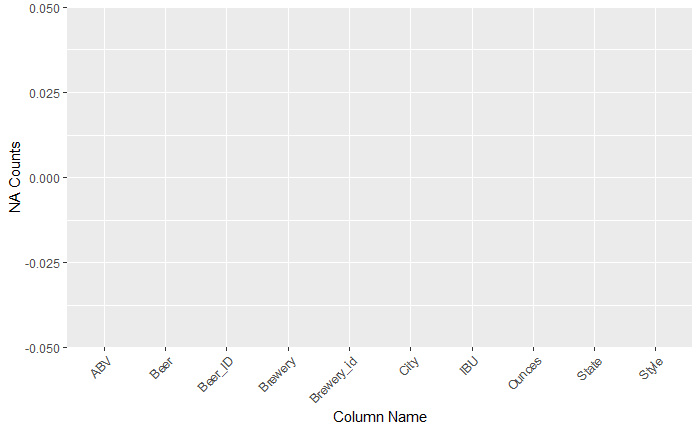 0.050
0.025
0.000
-0.025
-0.050
NA Counts
ABV
Beer
Beer_ID
Brewery
Brewery_id
City
IBU
Ounces
State
Style
Column Name